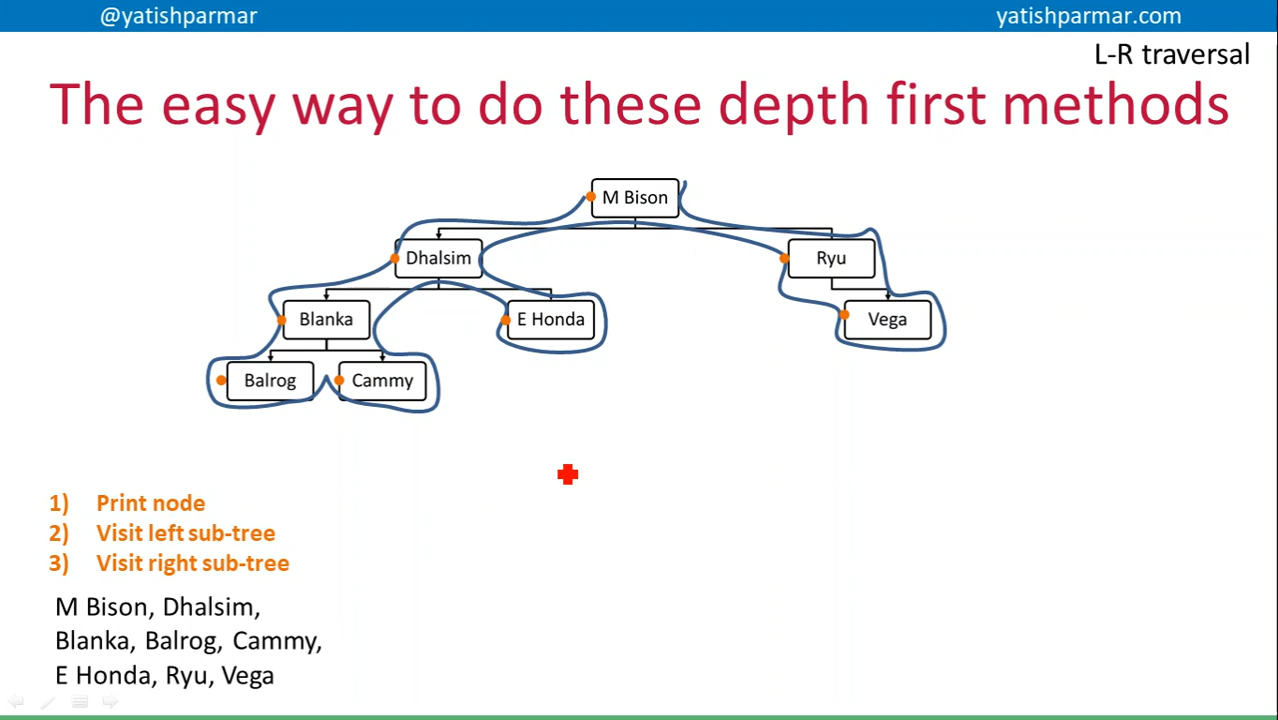 @yatishparmar
yatishparmar.com
L-R traversal
The easy way to do these depth first methods
M Bison
Dhalsim
Ryu
Blanka
E Honda
Vega
Balrog
Cammy
1) Print node
2) Visit left sub-tree
3) Visit right sub-tree
M Bison, Dhalsim,
Blanka, Balrog, Cammy,
E Honda, Ryu, Vega